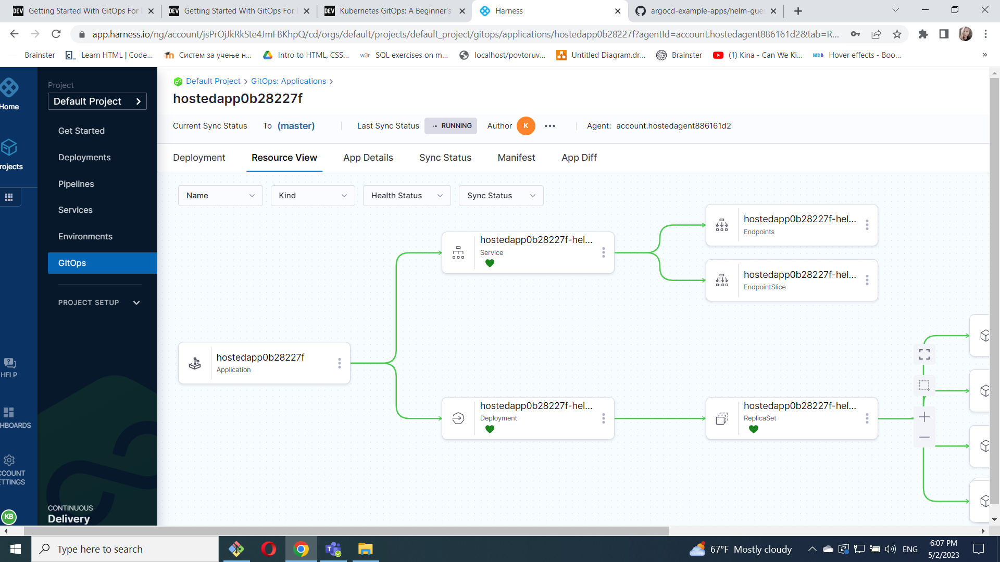 Getting Started With GitOps For
Getting Started With GitOps For
Kubernetes GitOps: A Beginner's
Harness
argocd-example-apps/helm-gue
app.harness.io/ng/account/jsPrOjJkRkSte4JmFBKhpQ/cd/orgs/default/projects/default_project/gitops/applications/hostedapp0b28227f?agentId=account.hostedagent886161d2&tab=R...
Brainster
Learn HTML | Code...
Систем за учење н...
Intro to HTML, CSS...
SQL exercises on m...
localhost/povtoruv...
Untitled Diagram.dr...
Brainster
(1) Kina - Can We Ki...
Hover effects - Boo...
»
Home
rojects
HELP
HBOARDS
CCOUNT
ETTINGS
KB
Project
Default Project
Get Started
Deployments
Pipelines
Services
Environments
GitOps
PROJECT SETUP
CONTINUOUS
Delivery
Default Project > GitOps: Applications >
hostedapp0b28227f
Current Sync Status To (master) Last Sync Status RUNNING Author K ••• Agent: account.hostedagent886161d2
Deployment Resource View App Details Sync Status Manifest App Diff
Name Kind Health Status Sync Status
hostedapp0b28227f-hel...
Endpoints
hostedapp0b28227f-hel...
Service
hostedapp0b28227f-hel...
EndpointSlice
hostedapp0b28227f
Application
hostedapp0b28227f-hel...
Deployment
hostedapp0b28227f-hel...
ReplicaSet
Type here to search
67°F Mostly cloudy
ENG
6:07 PM
5/2/2023